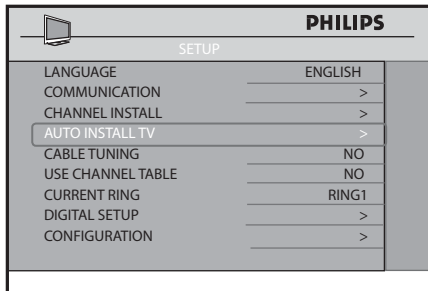 PHILIPS
SETUP
LANGUAGE ENGLISH
COMMUNICATION >
CHANNEL INSTALL >
AUTO INSTALL TV >
CABLE TUNING NO
USE CHANNEL TABLE NO
CURRENT RING RING1
DIGITAL SETUP >
CONFIGURATION >